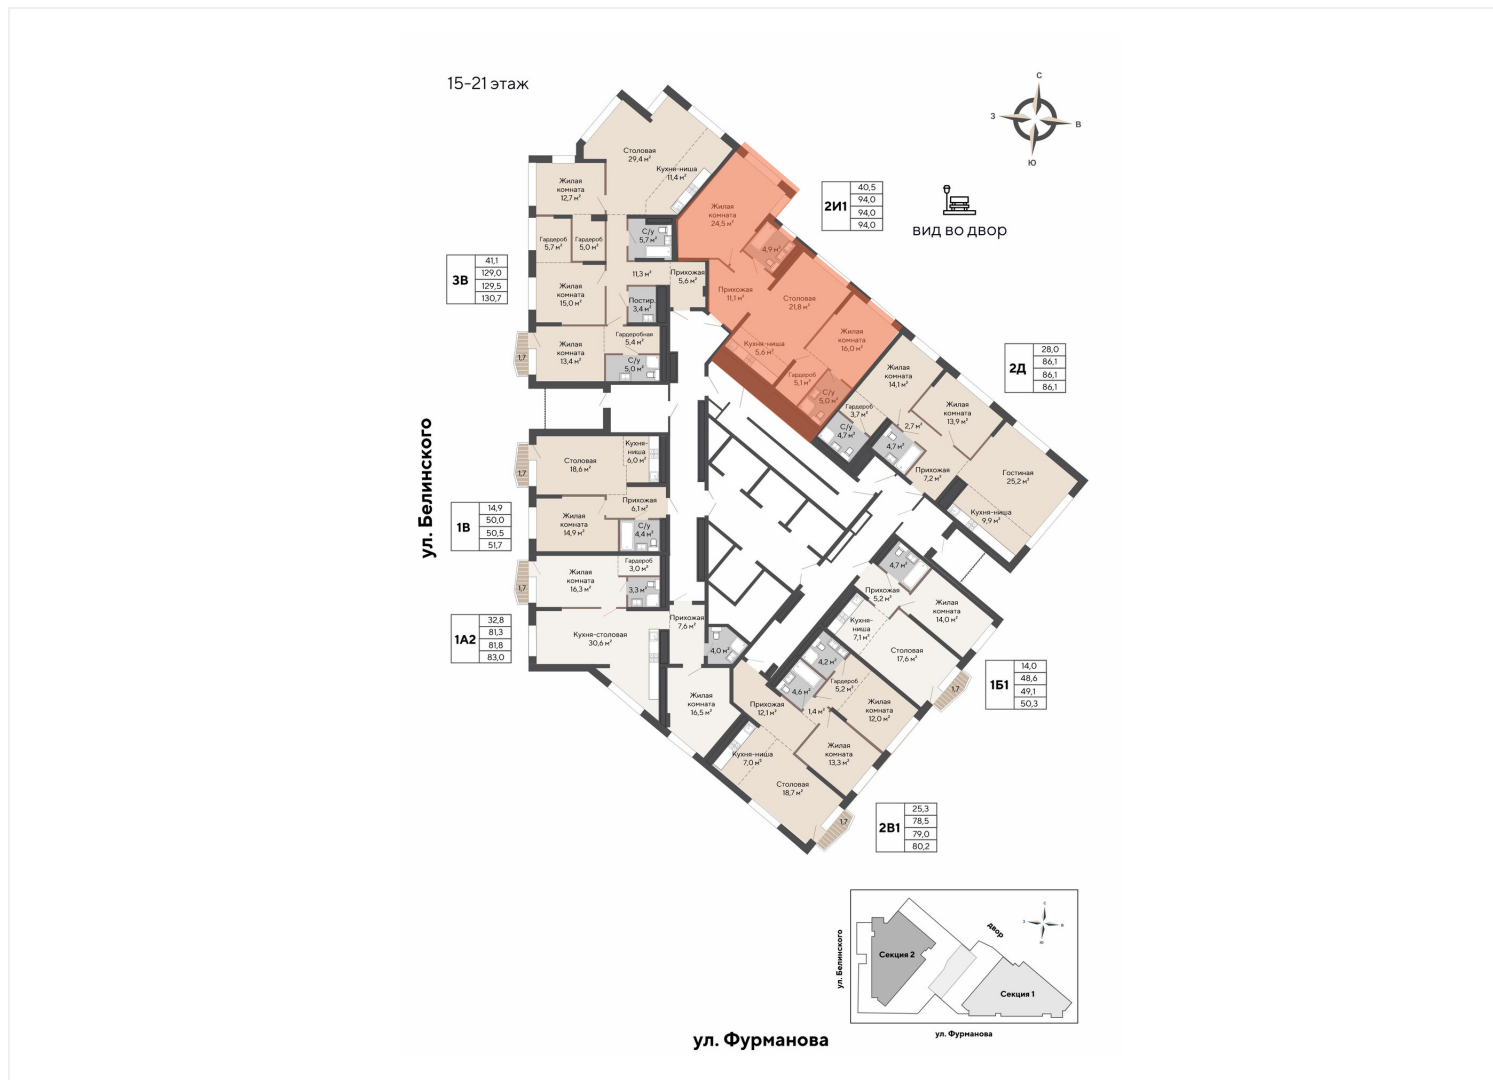 15-21 этаж
С
З
В
Ю
Столовая
29,4 м²
Кухня-ниша
11,4 м²
Жилая
комната
12,7 м²
Гардероб
5,7 м²
Гардероб
5,0 м²
С/у
5,7 м²
11,3 м²
Прихожая
5,6 м²
Жилая
комната
15,0 м²
Постир.
3,4 м²
Гардеробная
5,4 м²
Жилая
комната
13,4 м²
С/у
5,0 м²
1,7
3В
41,1
129,0
129,5
130,7
Жилая
комната
24,5 м²
4,9 м²
Прихожая
11,1 м²
Столовая
21,8 м²
Жилая
комната
16,0 м²
Кухня-ниша
5,6 м²
Гардероб
5,1 м²
С/у
5,0 м²
2И1
40,5
94,0
94,0
94,0
вид во двор
Жилая
комната
14,1 м²
Жилая
комната
13,9 м²
Гардероб
3,7 м²
2,7 м²
С/у
4,7 м²
4,7 м²
Прихожая
7,2 м²
Гостиная
25,2 м²
Кухня-ниша
9,9 м²
2Д
28,0
86,1
86,1
86,1
ул. Белинского
Столовая
18,6 м²
Кухня-
ниша
6,0 м²
1,7
Прихожая
6,1 м²
Жилая
комната
14,9 м²
С/у
4,4 м²
1В
14,9
50,0
50,5
51,7
Гардероб
3,0 м²
Жилая
комната
16,3 м²
3,3 м²
1,7
Кухня-столовая
30,6 м²
Прихожая
7,6 м²
4,0 м²
Жилая
комната
16,5 м²
1А2
32,8
81,3
81,8
83,0
4,7 м²
Прихожая
5,2 м²
Жилая
комната
14,0 м²
Кухня-
ниша
7,1 м²
Столовая
17,6 м²
1,7
1Б1
14,0
48,6
49,1
50,3
4,2 м²
Гардероб
5,2 м²
4,6 м²
1,4 м²
Прихожая
12,1 м²
Жилая
комната
12,0 м²
Жилая
комната
13,3 м²
Кухня-ниша
7,0 м²
Столовая
18,7 м²
1,7
2В1
25,3
78,5
79,0
80,2
ул. Белинского
Секция 2
двор
С
З
В
Ю
Секция 1
ул. Фурманова
ул. Фурманова